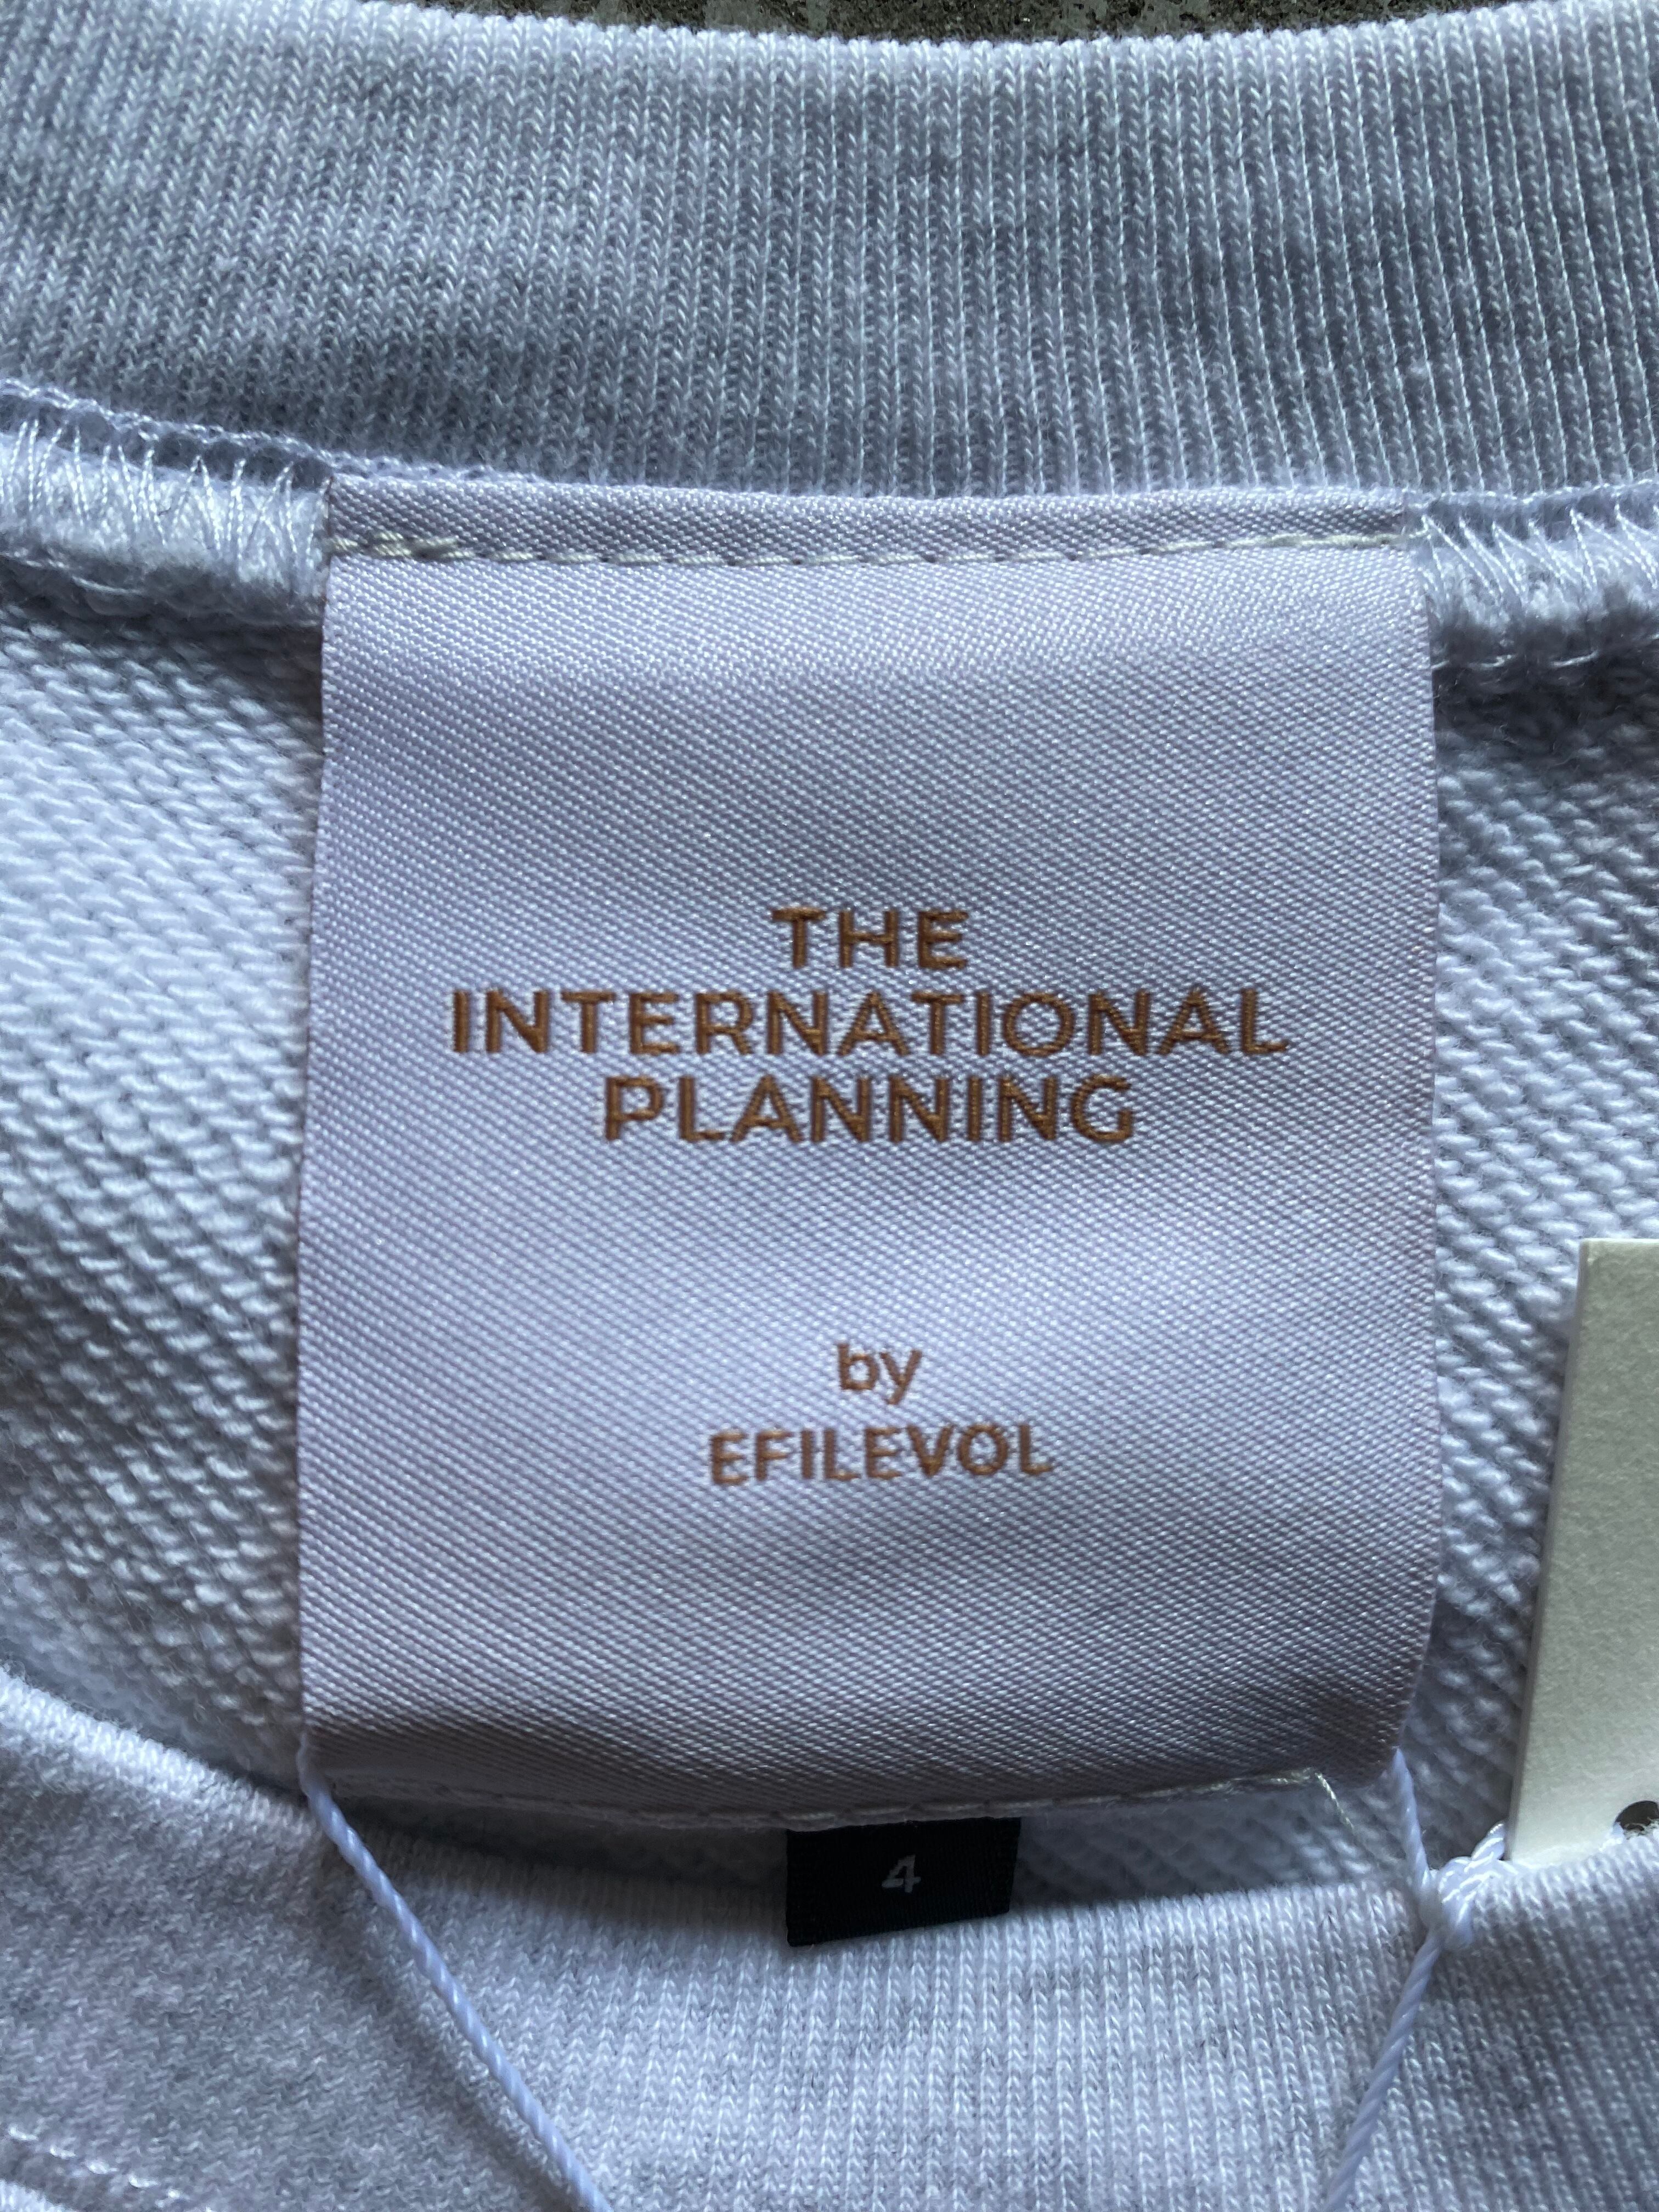 THE
INTERNATIONAL
PLANNING
by
EFILEVOL
4